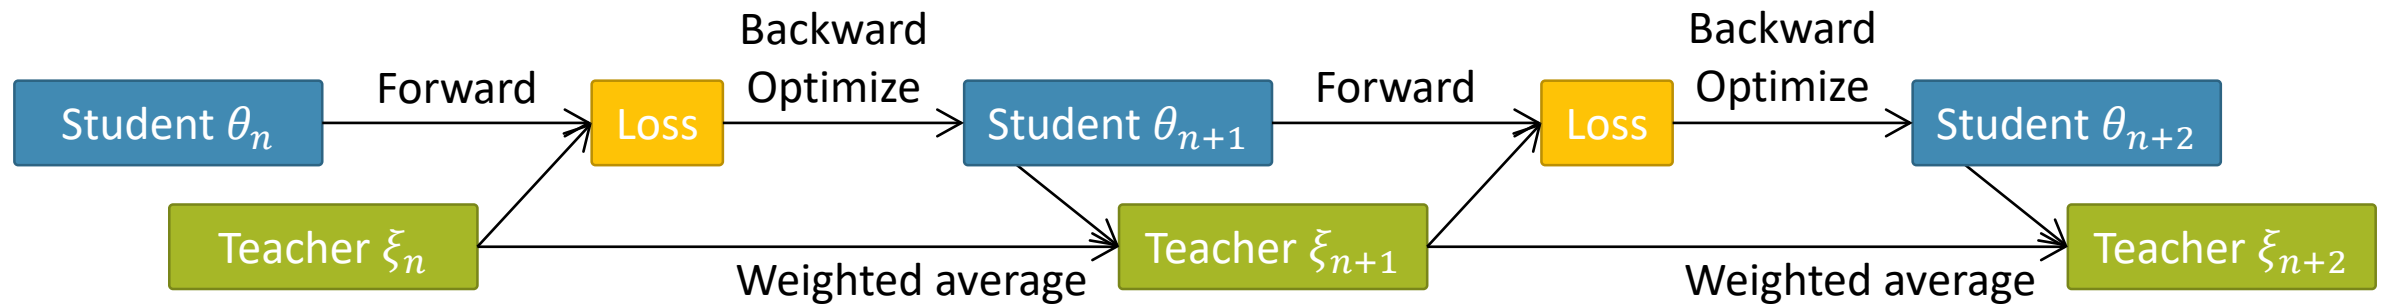 Backward
Optimize
Backward
Optimize
Student θₙ
Forward
Loss
Student θₙ₊₁
Forward
Loss
Student θₙ₊₂
Teacher ξₙ
Weighted average
Teacher ξₙ₊₁
Weighted average
Teacher ξₙ₊₂